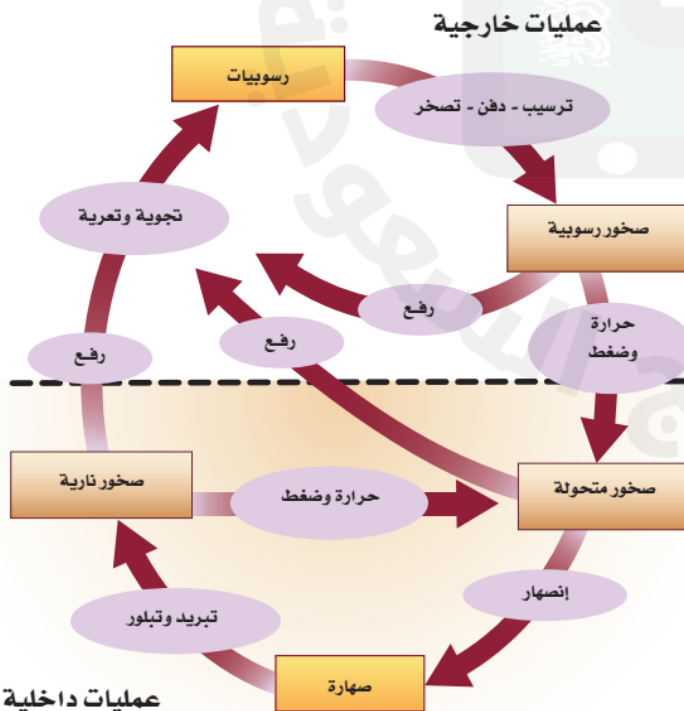 عمليات خارجية
رسوبيات
ترسيب - دفن - تصخر
تجوية وتعرية
صخور رسوبية
رفع
حرارة
وضغط
رفع
رفع
صخور نارية
حرارة وضغط
صخور متحولة
إنصهار
تبريد وتبلور
صهارة
عمليات داخلية